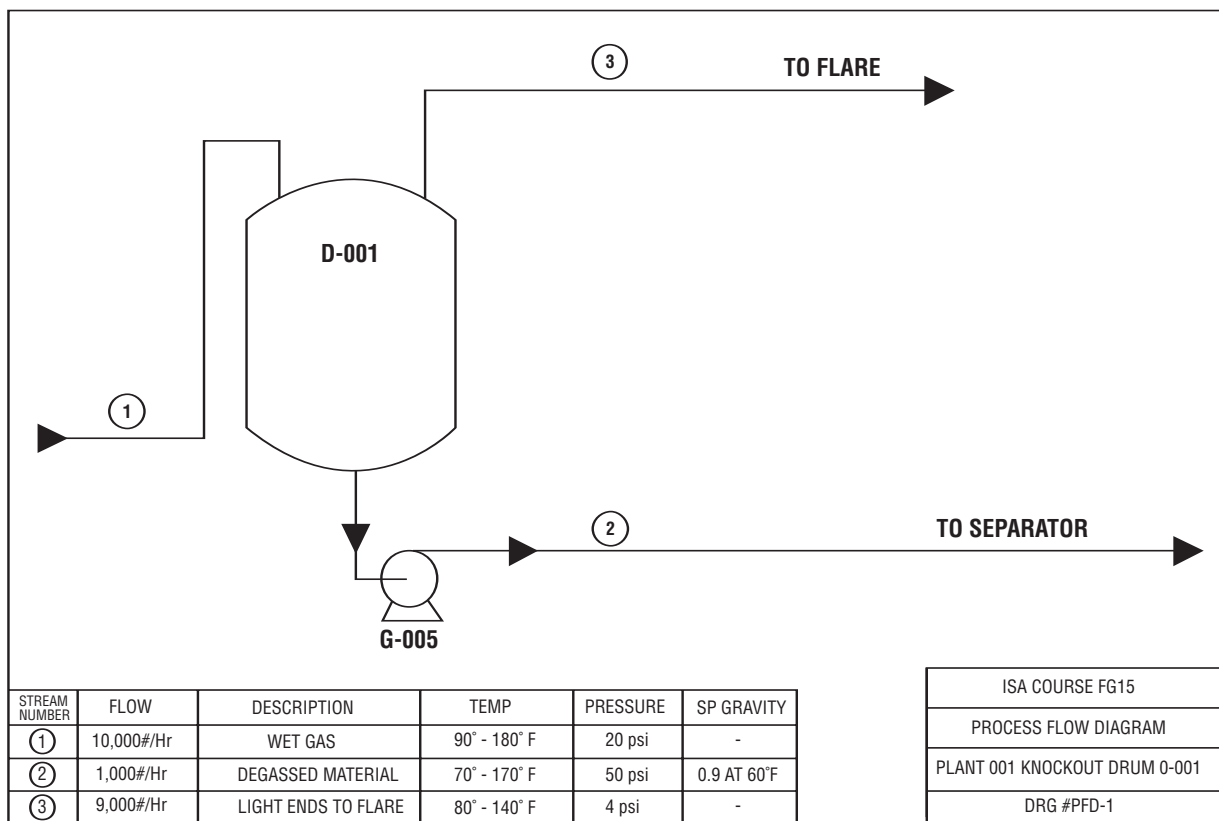 3
TO FLARE
D-001
1
2
TO SEPARATOR
G-005
STREAM NUMBER FLOW DESCRIPTION TEMP PRESSURE SP GRAVITY
1 10,000#/Hr WET GAS 90˚ - 180˚ F 20 psi -
2 1,000#/Hr DEGASSED MATERIAL 70˚ - 170˚ F 50 psi 0.9 AT 60˚F
3 9,000#/Hr LIGHT ENDS TO FLARE 80˚ - 140˚ F 4 psi -
ISA COURSE FG15
PROCESS FLOW DIAGRAM
PLANT 001 KNOCKOUT DRUM 0-001
DRG #PFD-1